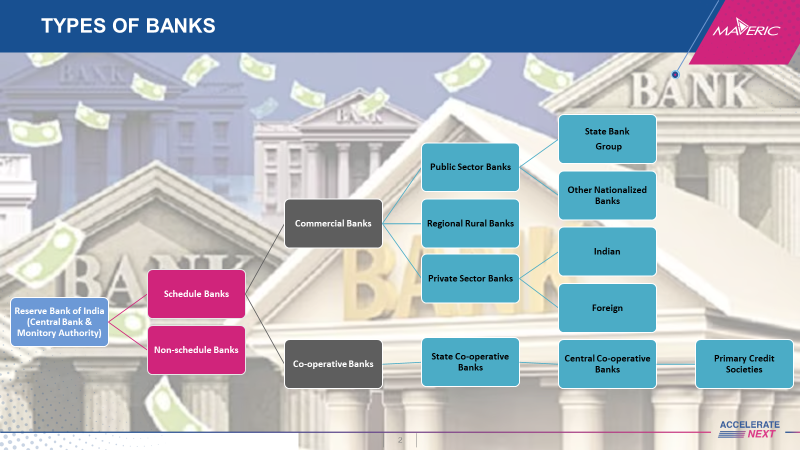 TYPES OF BANKS
MAVERIC
BANK
BANK
BANK
BANK
BANK
State Bank
Group
Public Sector Banks
Other Nationalized
Banks
Commercial Banks
Regional Rural Banks
Indian
Private Sector Banks
Schedule Banks
Foreign
Reserve Bank of India
(Central Bank &
Monitory Authority)
Non-schedule Banks
Co-operative Banks
State Co-operative
Banks
Central Co-operative
Banks
Primary Credit
Societies
ACCELERATE
NEXT
2